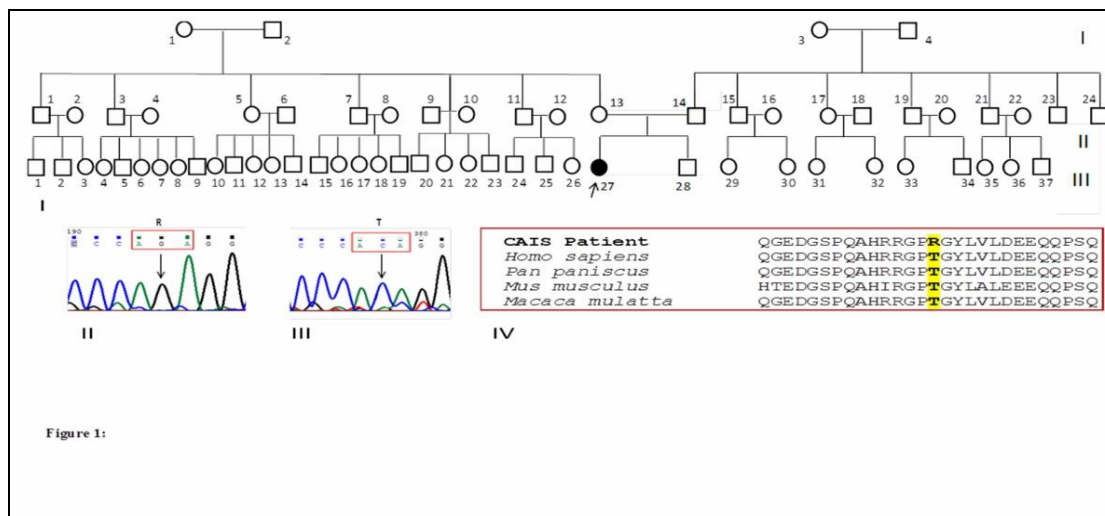 1 2 3 4 I
1 2 3 4 5 6 7 8 9 10 11 12 13 14 15 16 17 18 19 20 21 22 23 24
II
1 2 3 4 5 6 7 8 9 10 11 12 13 14 15 16 17 18 19 20 21 22 23 24 25 26 27 28 29 30 31 32 33 34 35 36 37
III
I
R
190
C C A G A G G
II
T
380
C C C A C A G G
III
CAIS Patient QGEDGSPQAHRRGPRGYLVLDEEQQPSQ
Homo sapiens QGEDGSPQAHRRGPTGYLVLDEEQQPSQ
Pan paniscus QGEDGSPQAHRRGPTGYLVLDEEQQPSQ
Mus musculus HTEDGSPQAHIRGPTGYLALEEEQQPSQ
Macaca mulatta QGEDGSPQAHRRGPTGYLVLDEEQQPSQ
IV
Figure 1: